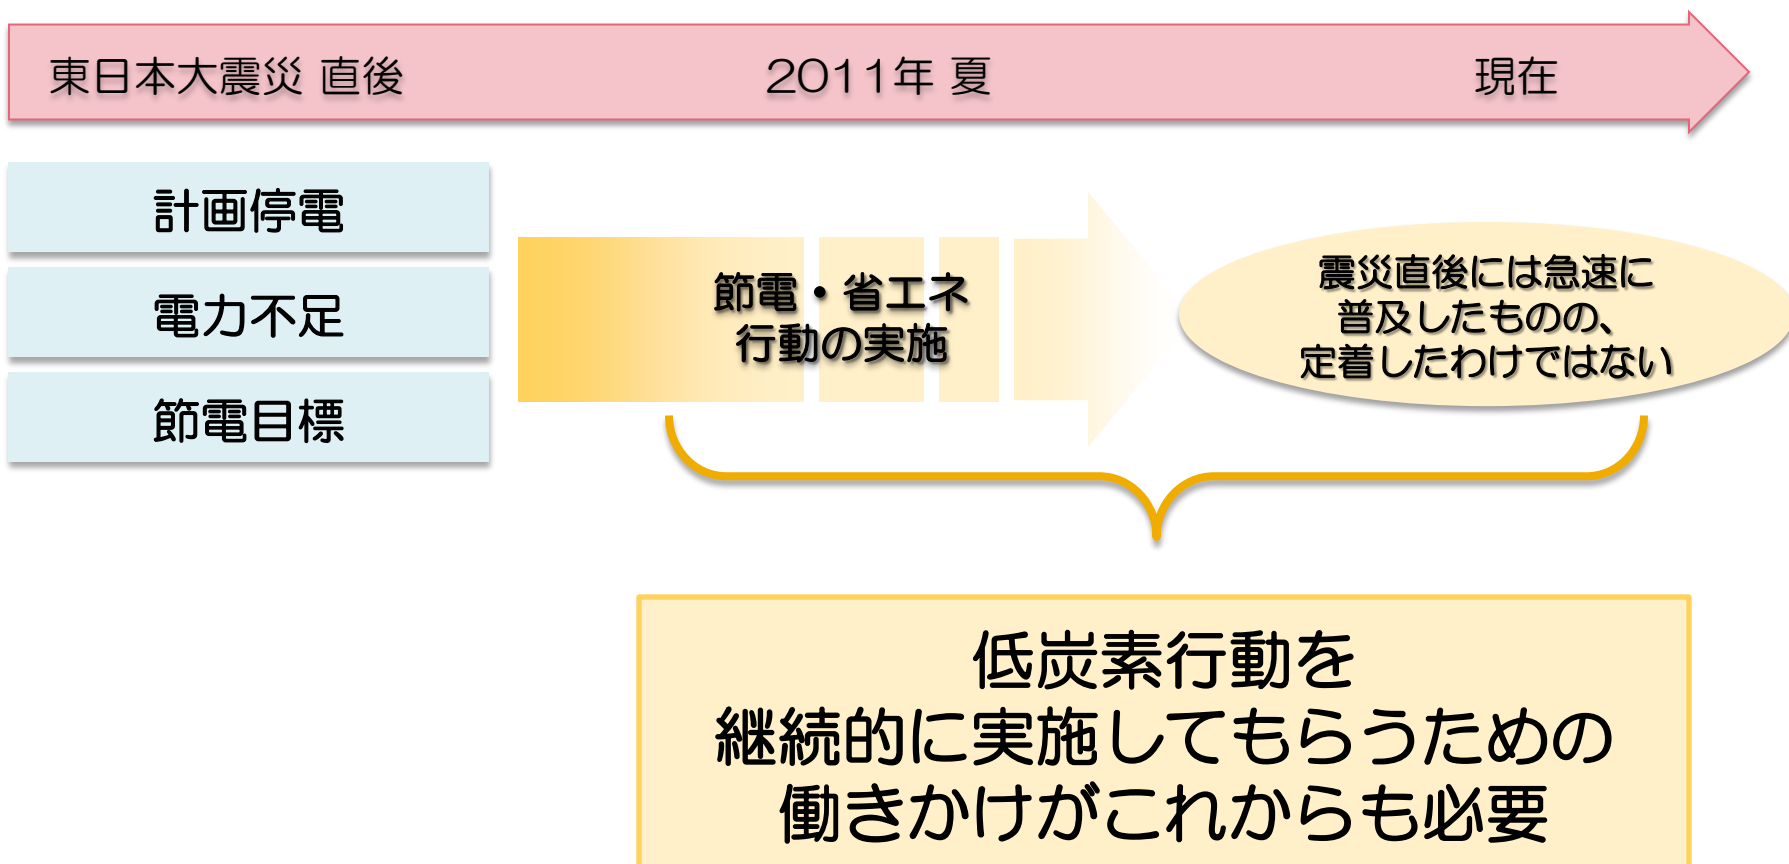 東日本大震災 直後
2011年 夏
現在
計画停電
電力不足
節電目標
節電・省エネ
行動の実施
震災直後には急速に
普及したものの、
定着したわけではない
低炭素行動を
継続的に実施してもらうための
働きかけがこれからも必要